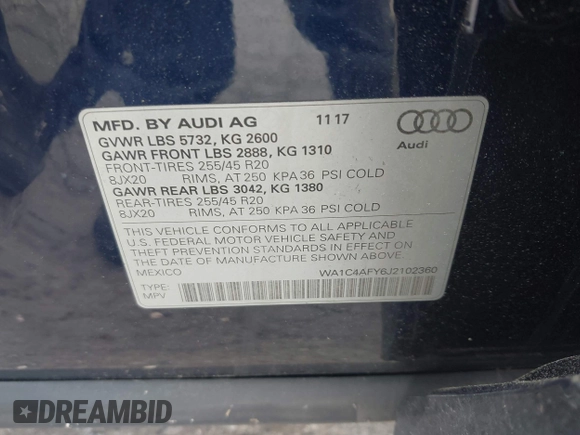 MFD. BY AUDI AG 11 17
GVWR LBS 5732, KG 2600
GAWR FRONT LBS 2888, KG 1310
FRONT-TIRES 255/45 R20
8JX20 RIMS, AT 250 KPA 36 PSI COLD
GAWR REAR LBS 3042, KG 1380
REAR-TIRES 255/45 R20
8JX20 RIMS, AT 250 KPA 36 PSI COLD
Audi
THIS VEHICLE CONFORMS TO ALL APPLICABLE
U.S. FEDERAL MOTOR VEHICLE SAFETY AND
THEFT PREVENTION STANDARDS IN EFFECT ON
THE DATE OF MANUFACTURE SHOWN ABOVE.
MEXICO WA1C4AFY6J2102360
TYPE:
MPV
DREAMBID